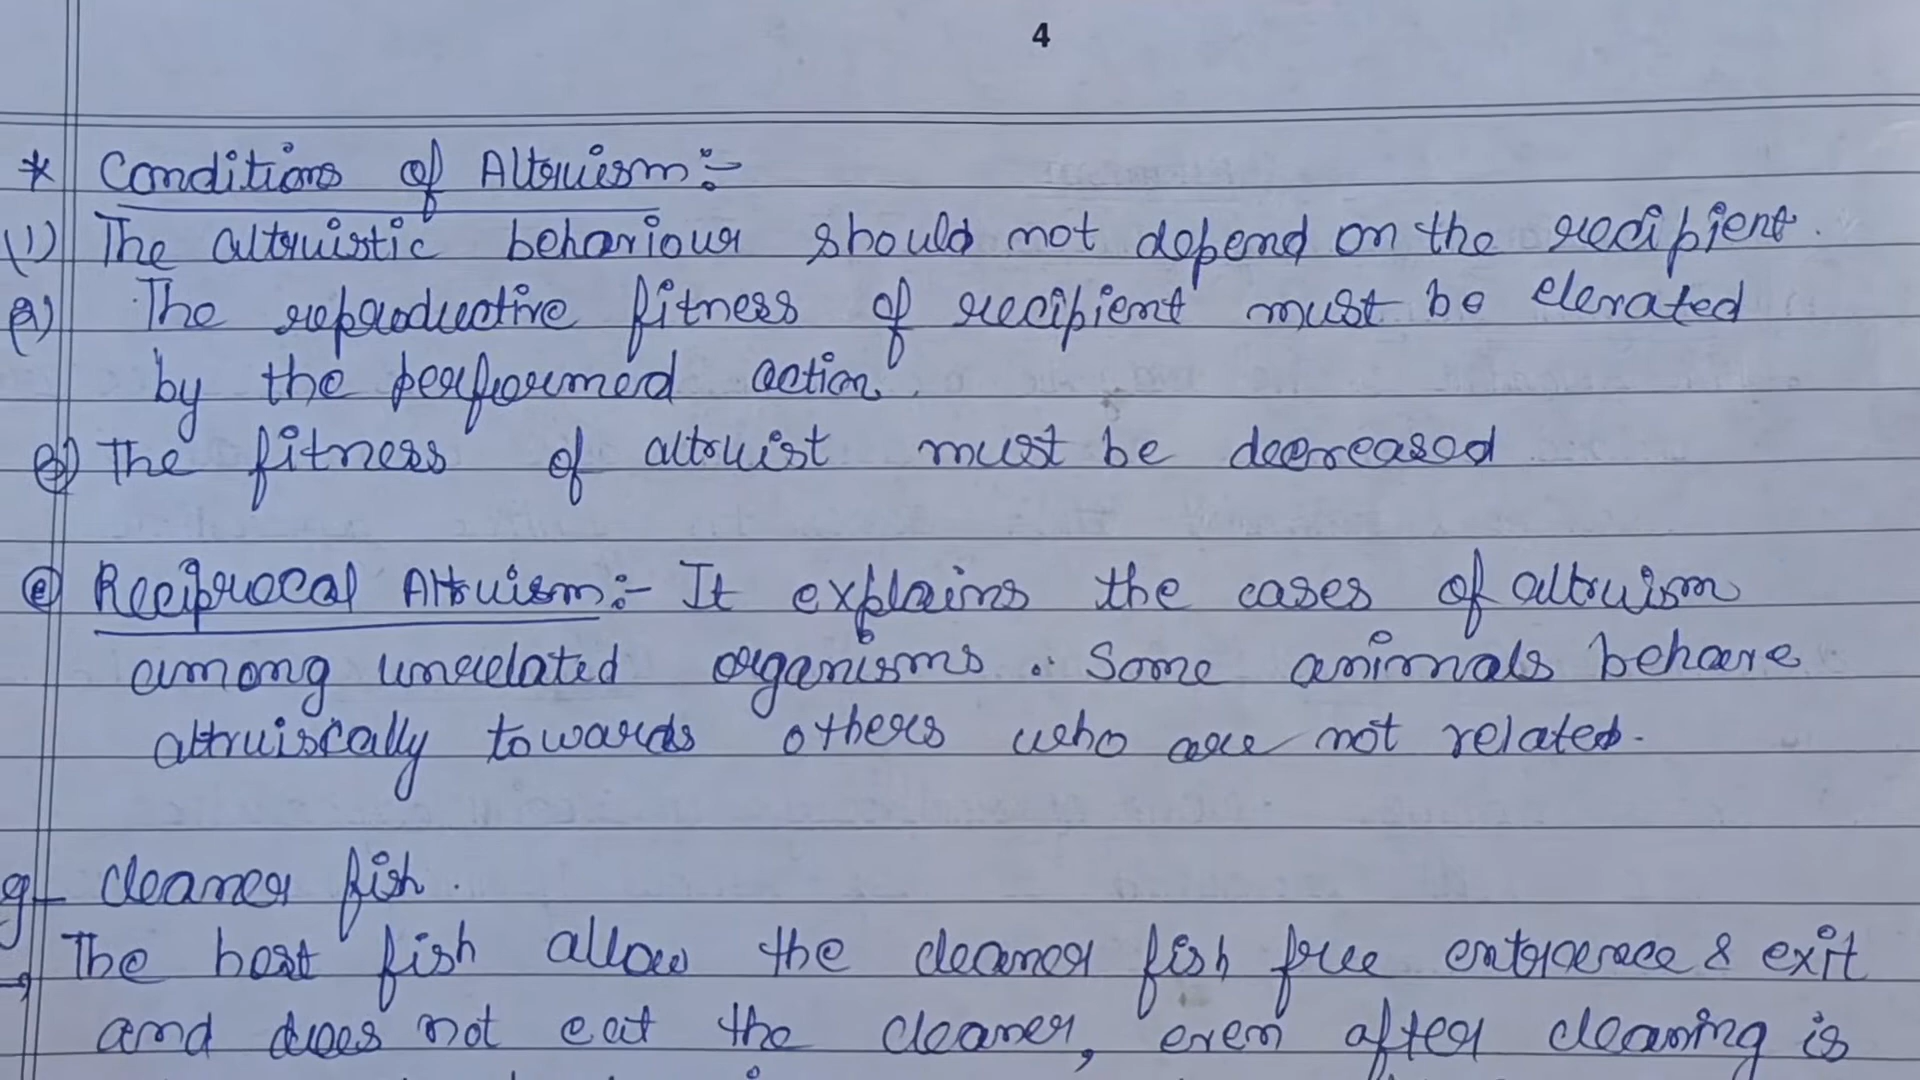 4
* Conditions of Altruism:-
(1) The altruistic behaviour should not depend on the recipient.
(2) The reproductive fitness of recipient must be elevated
by the performed action.
(3) The fitness of altruist must be decreased
(e) Reciprocal Altruism:- It explains the cases of altruism
among unrelated organisms. Some animals behave
altruiscally towards others who are not related.
eg- cleaner fish.
→ The host fish allow the cleaner fish free enterence & exit
and does not eat the cleaner, even after cleaning is